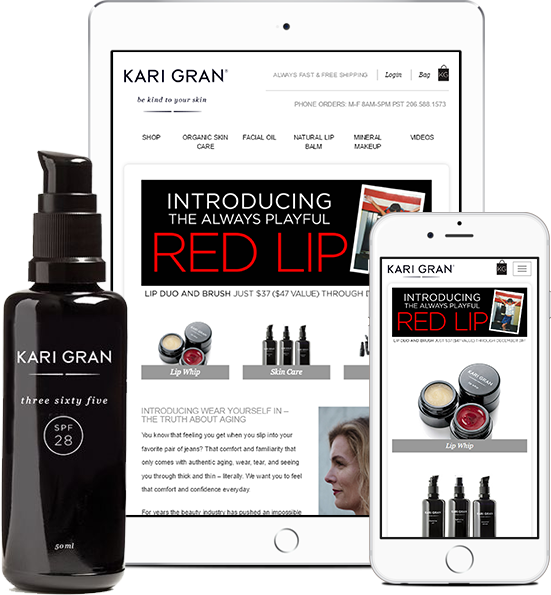 KARI GRAN®
be kind to your skin
ALWAYS FAST & FREE SHIPPING
Login
Bag
KG
PHONE ORDERS: M-F 8AM-5PM PST 206.588.1573
SHOP
ORGANIC SKIN
CARE
FACIAL OIL
NATURAL LIP
BALM
MINERAL
MAKEUP
VIDEOS
INTRODUCING
THE ALWAYS PLAYFUL
RED LIP
LIP DUO AND BRUSH JUST $37 ($47 VALUE) THROUGH
Lip Whip
Skin Care
INTRODUCING WEAR YOURSELF IN –
THE TRUTH ABOUT AGING
You know that feeling you get when you slip into your
favorite pair of jeans? That comfort and familiarity that
only comes with authentic aging, wear, tear, and seeing
you through thick and thin – literally. We want you to feel
that comfort and confidence everyday
For years the beauty industry has pushed an impossible
KARI GRAN
three sixty five
SPF
28
50ml
KARI GRAN®
KG
INTRODUCING
THE ALWAYS PLAYFUL
RED LIP
LIP DUO AND BRUSH JUST $37 ($47 VALUE) THROUGH DECEMBER
KARI GRAN
Lip Whip